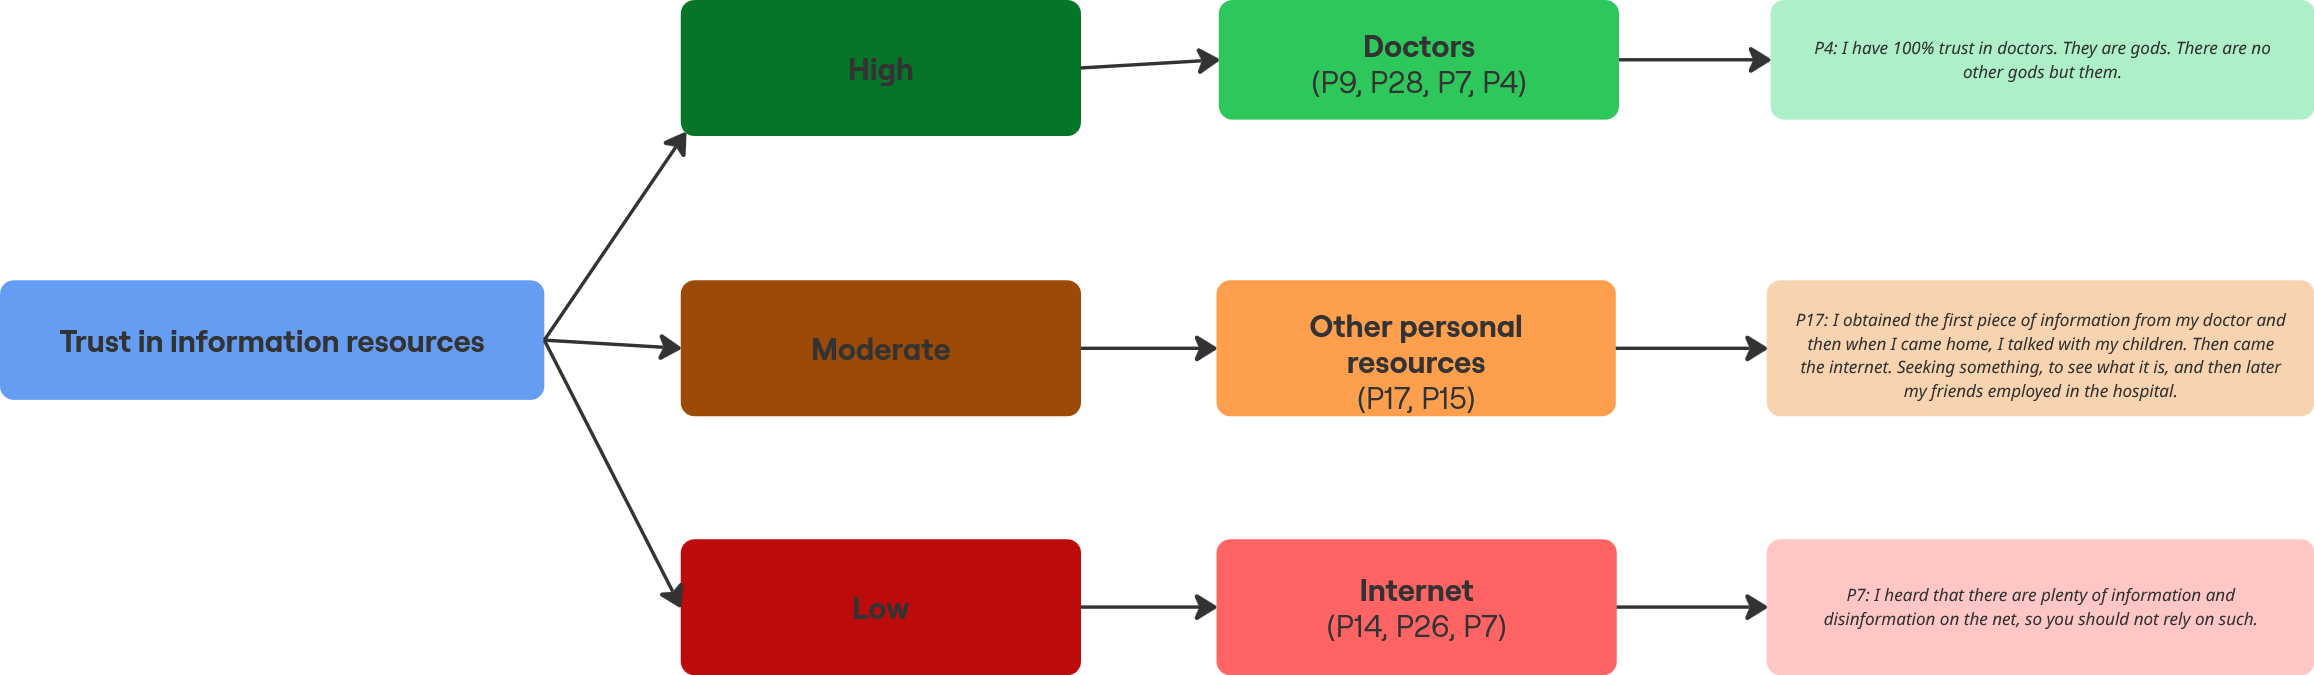 High
Doctors
(P9, P28, P7, P4)
P4: I have 100% trust in doctors. They are gods. There are no
other gods but them.
Trust in information resources
Moderate
Other personal
resources
(P17, P15)
P17: I obtained the first piece of information from my doctor and
then when I came home, I talked with my children. Then came
the internet. Seeking something, to see what it is, and then later
my friends employed in the hospital.
Low
Internet
(P14, P26, P7)
P7: I heard that there are plenty of information and
disinformation on the net, so you should not rely on such.